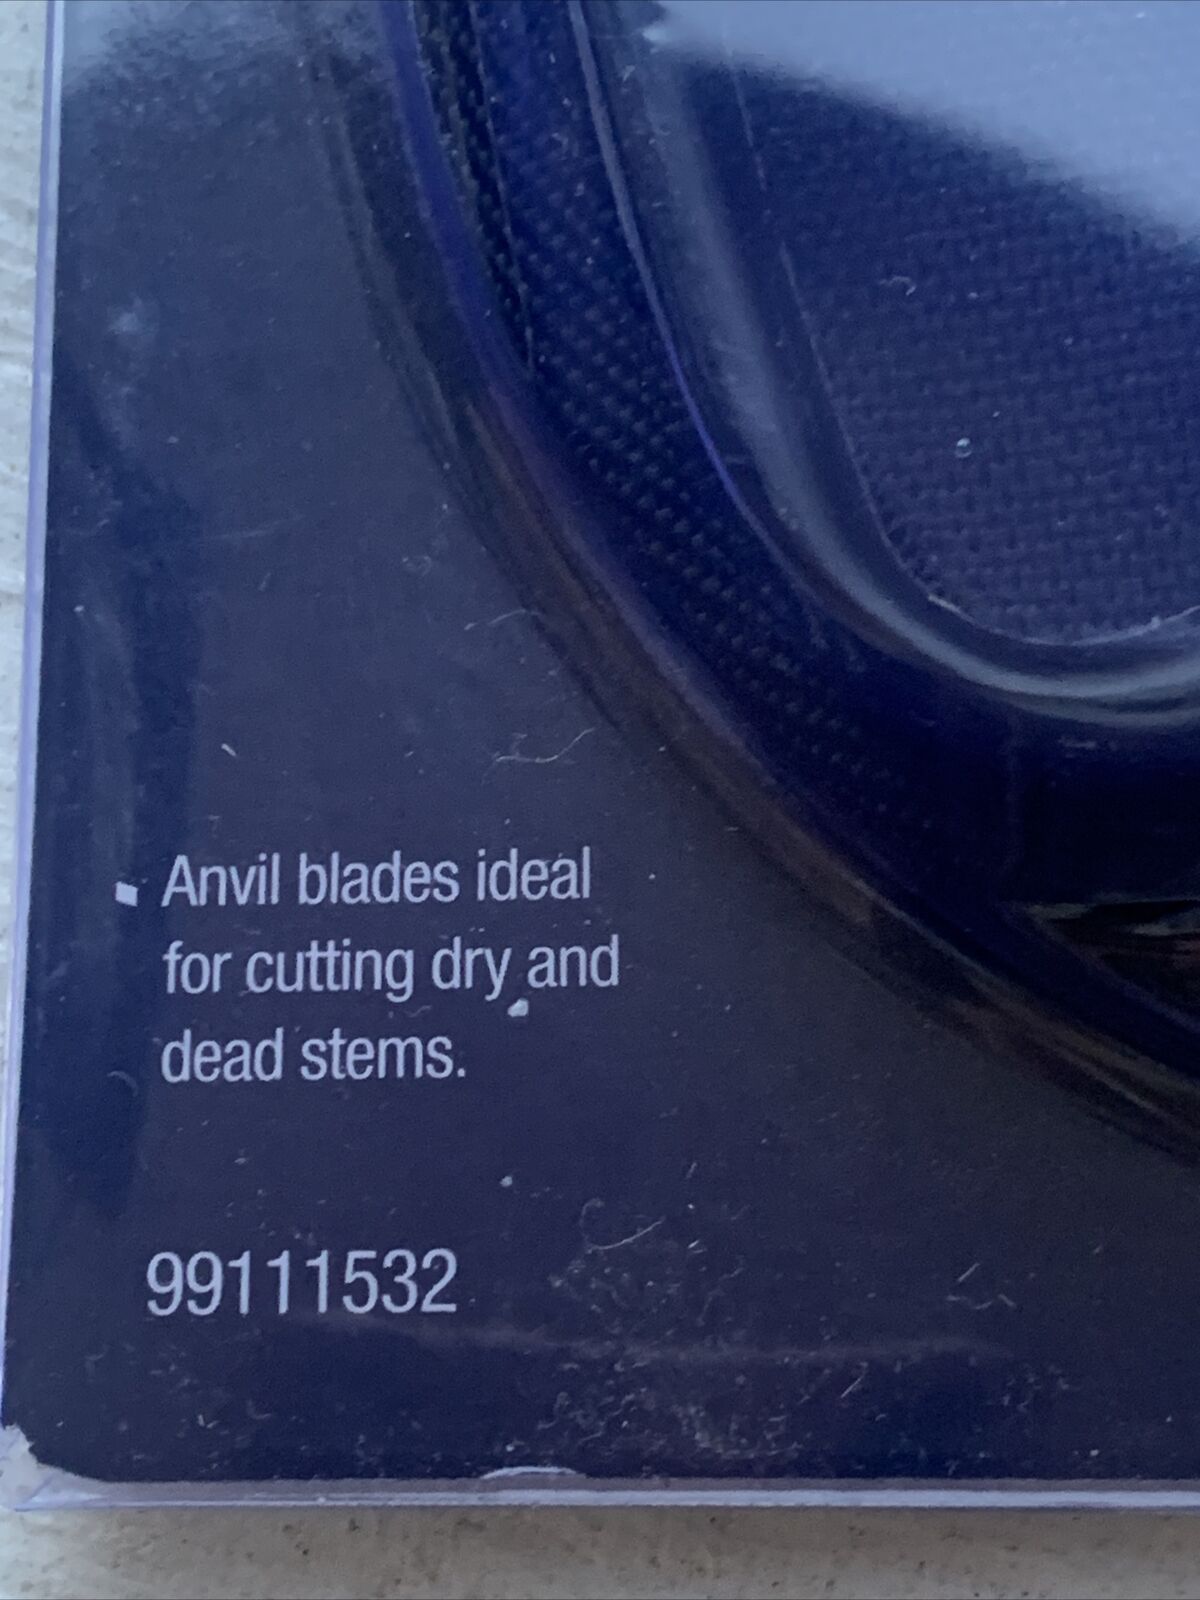 ▪ Anvil blades ideal
for cutting dry and
dead stems.
99111532